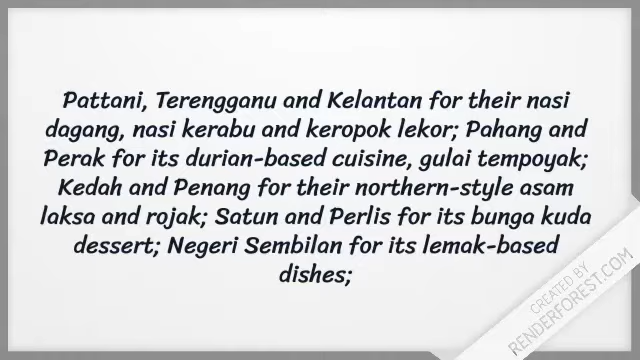 Pattani, Terengganu and Kelantan for their nasi
dagang, nasi kerabu and keropok lekor; Pahang and
Perak for its durian-based cuisine, gulai tempoyak;
Kedah and Penang for their northern-style asam
laksa and rojak; Satun and Perlis for its bunga kuda
dessert; Negeri Sembilan for its lemak-based
dishes;
CREATED BY
RENDERFOREST.COM